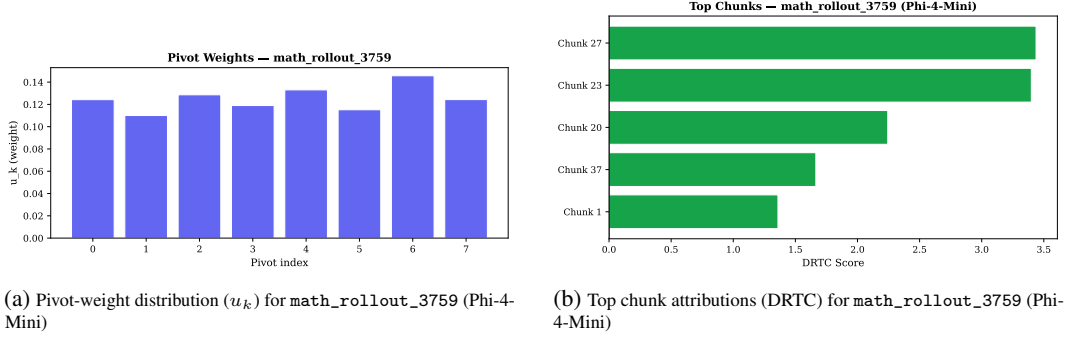 Pivot Weights — math_rollout_3759
u_k (weight)
0.14
0.12
0.10
0.08
0.06
0.04
0.02
0.00
0 1 2 3 4 5 6 7
Pivot index
(a) Pivot-weight distribution (u_k) for math_rollout_3759 (Phi-4-
Mini)
Top Chunks — math_rollout_3759 (Phi-4-Mini)
Chunk 27
Chunk 23
Chunk 20
Chunk 37
Chunk 1
0.0 0.5 1.0 1.5 2.0 2.5 3.0 3.5
DRTC Score
(b) Top chunk attributions (DRTC) for math_rollout_3759 (Phi-
4-Mini)